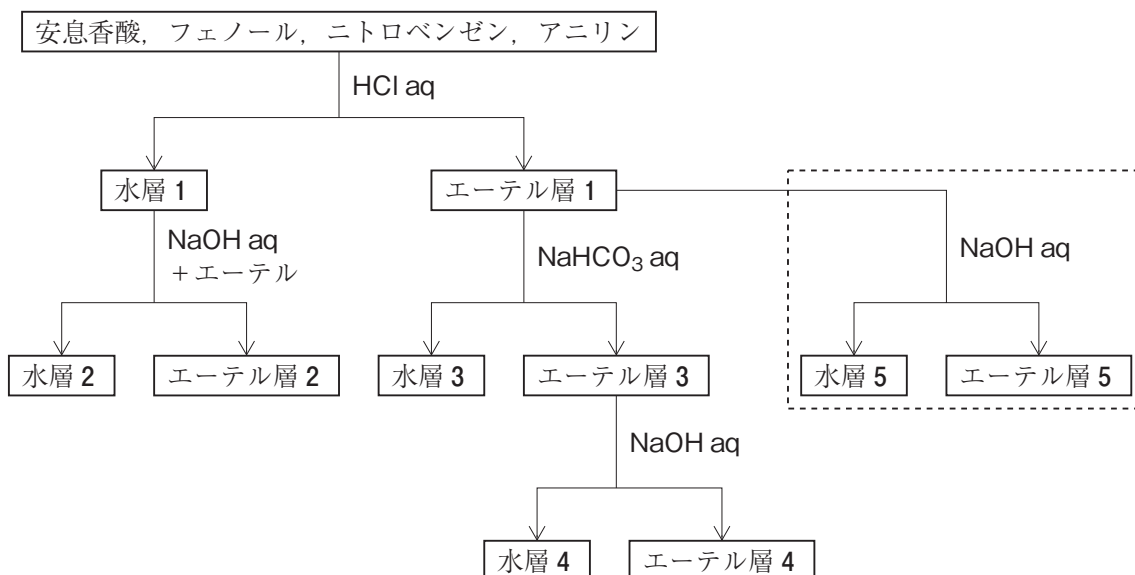 安息香酸,フェノール,ニトロベンゼン,アニリン
HCl aq
水層 1
エーテル層 1
NaOH aq
+エーテル
NaHCO₃ aq
NaOH aq
水層 2
エーテル層 2
水層 3
エーテル層 3
水層 5
エーテル層 5
NaOH aq
水層 4
エーテル層 4